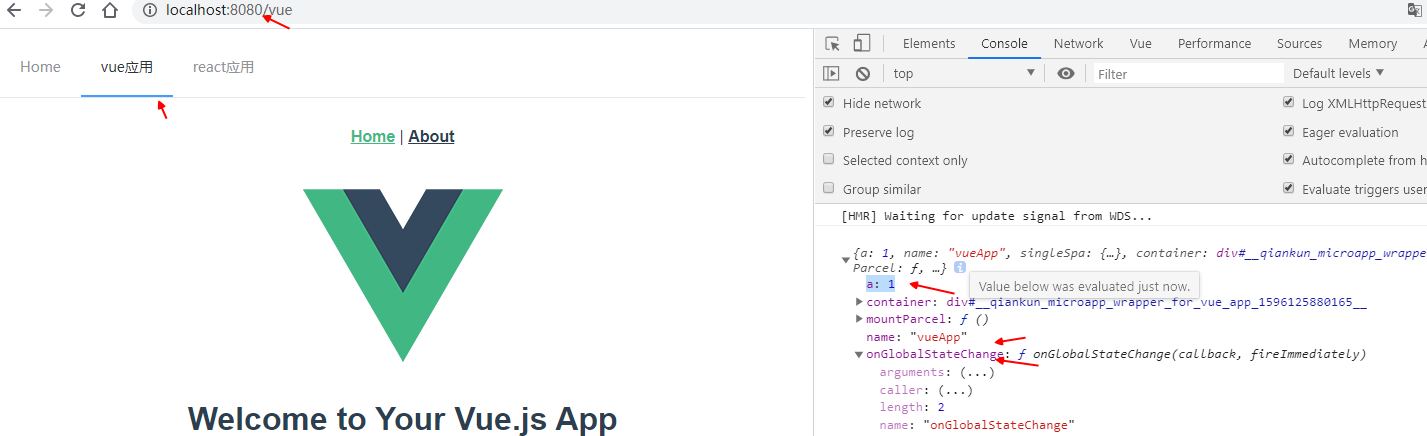 localhost:8080/vue
Home vue应用 react应用
Home | About
Welcome to Your Vue.js App
Elements Console Network Vue Performance Sources Memory
top Filter Default levels
Hide network Log XMLHttpRequest
Preserve log Eager evaluation
Selected context only Autocomplete from h
Group similar Evaluate triggers user
[HMR] Waiting for update signal from WDS...
{a: 1, name: "vueApp", singleSpa: {…}, container: div#__qiankun_microapp_wrappe
Parcel: ƒ, …} i
a: 1
Value below was evaluated just now.
container: div#__qiankun_microapp_wrapper_for_vue_app_1596125880165__
mountParcel: ƒ ()
name: "vueApp"
onGlobalStateChange: ƒ onGlobalStateChange(callback, fireImmediately)
arguments: (...)
caller: (...)
length: 2
name: "onGlobalStateChange"